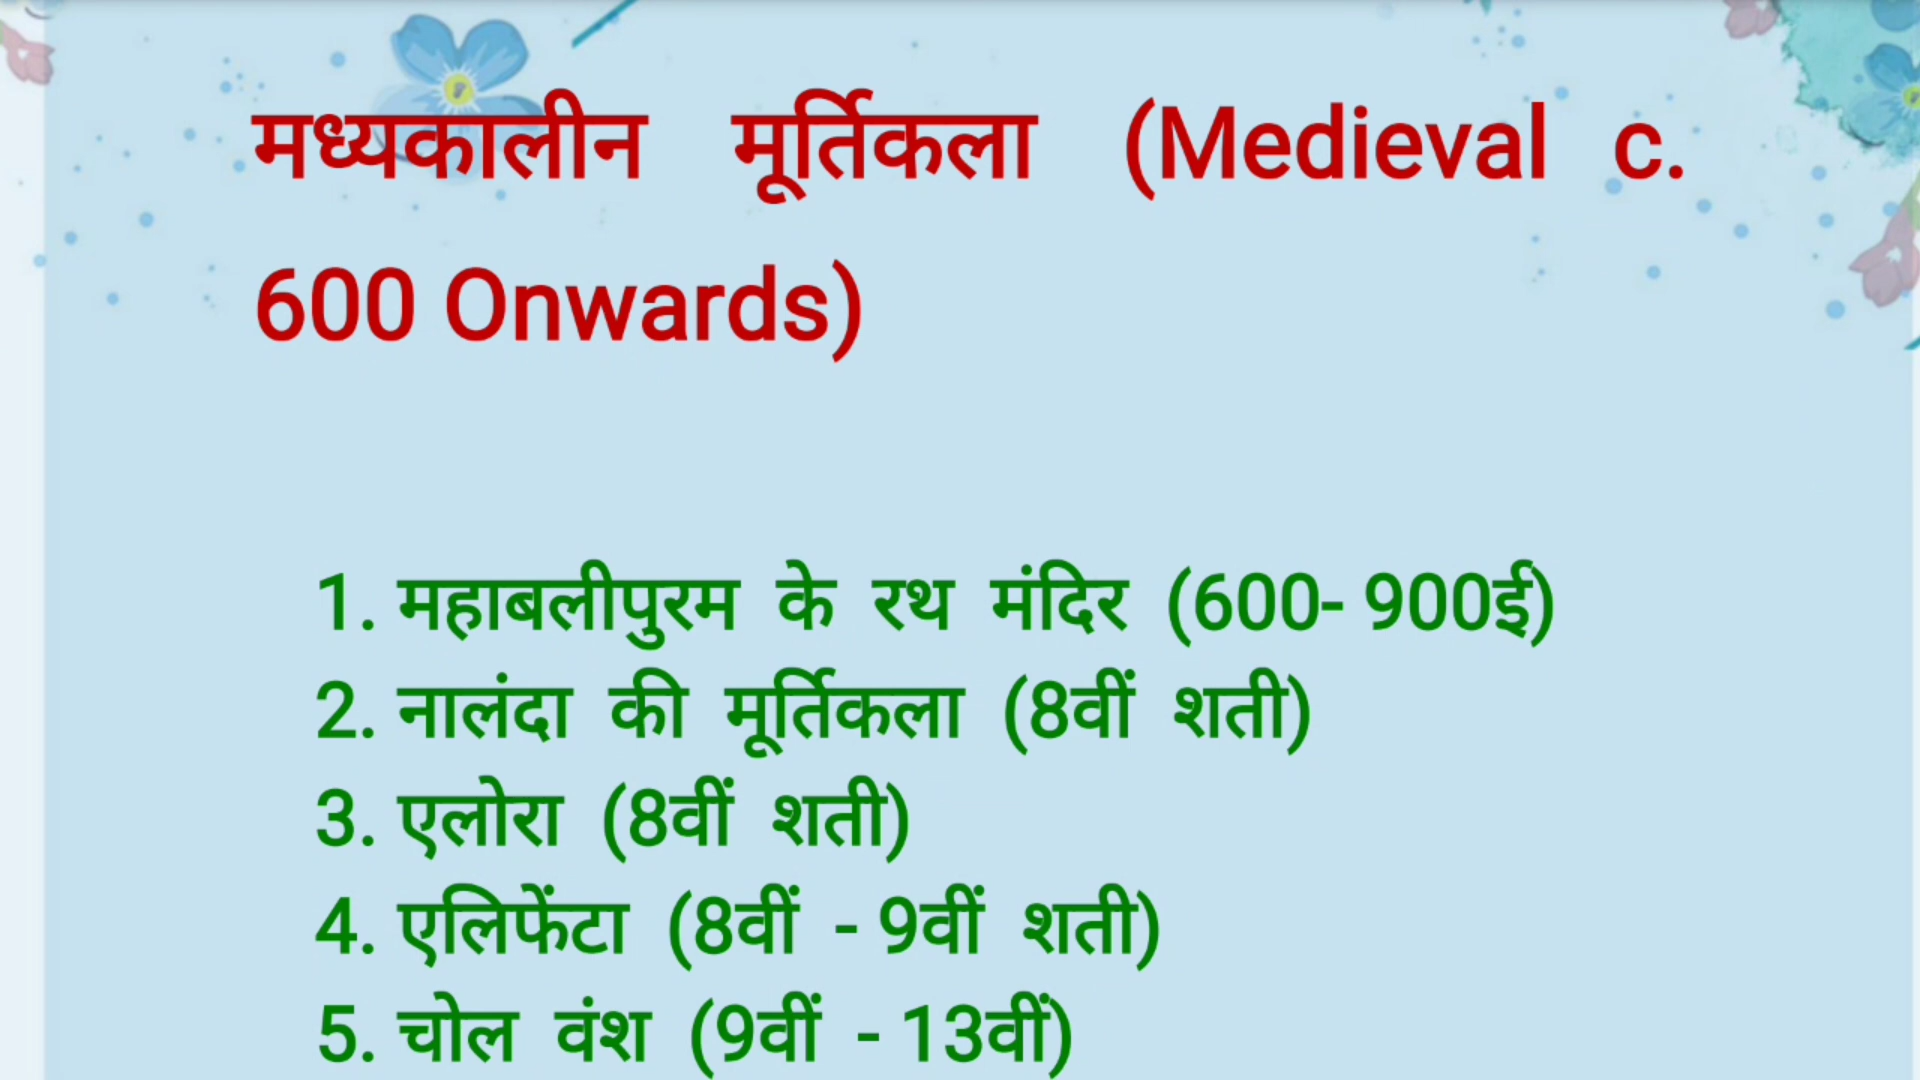 मध्यकालीन मूर्तिकला (Medieval c.
600 Onwards)
1. महाबलीपुरम के रथ मंदिर (600- 900ई)
2. नालंदा की मूर्तिकला (8वीं शती)
3. एलोरा (8वीं शती)
4. एलिफेंटा (8वीं - 9वीं शती)
5. चोल वंश (9वीं - 13वीं)